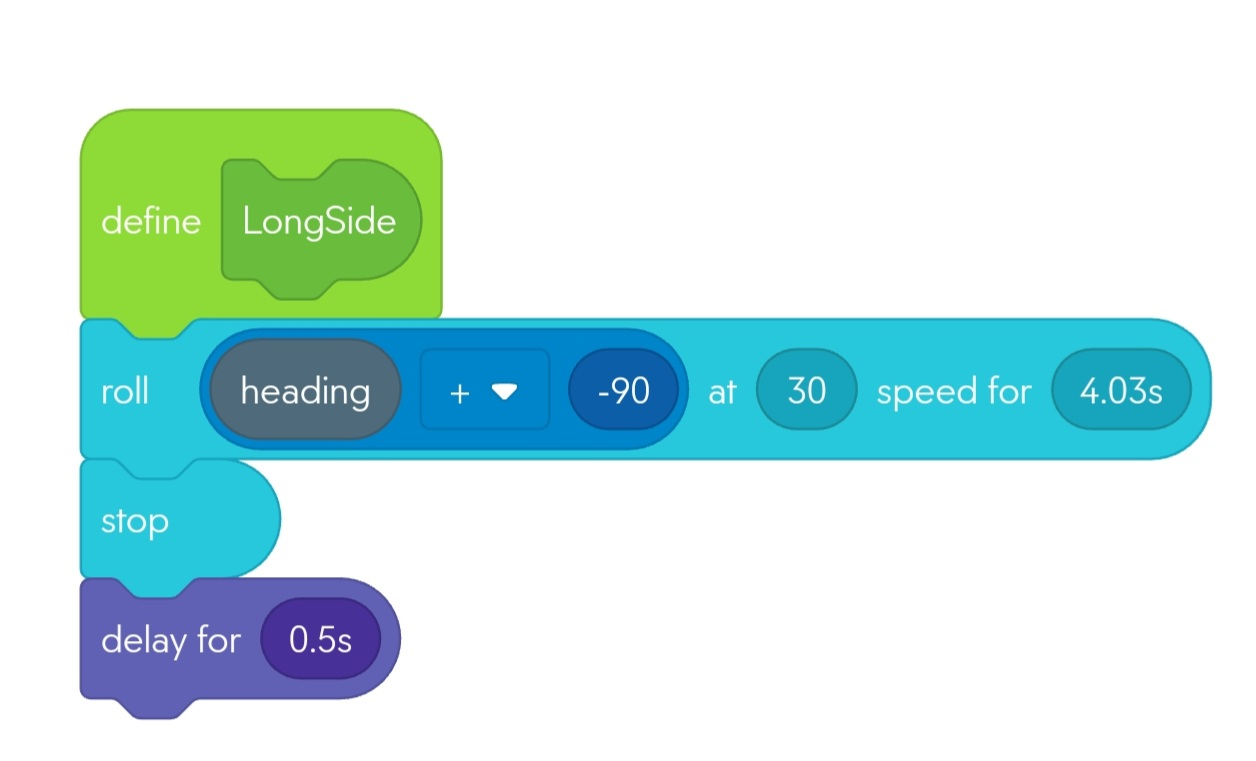 define LongSide
roll heading + -90 at 30 speed for 4.03s
stop
delay for 0.5s